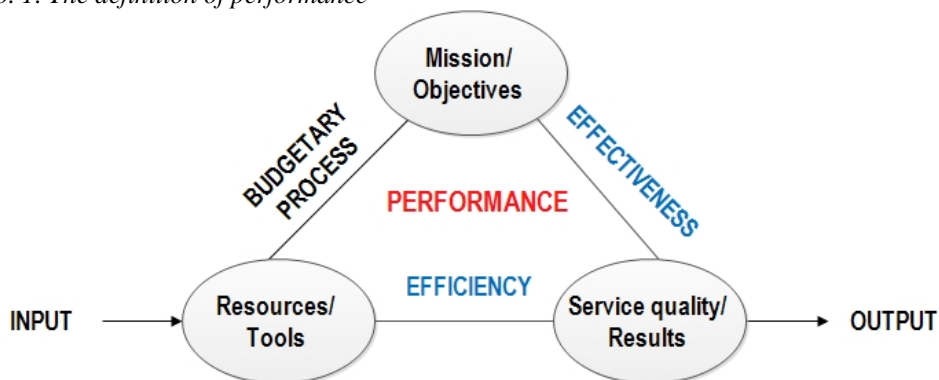 . 1. The definition of performance
Mission/
Objectives
BUDGETARY
PROCESS
EFFECTIVENESS
PERFORMANCE
EFFICIENCY
INPUT
Resources/
Tools
Service quality/
Results
OUTPUT